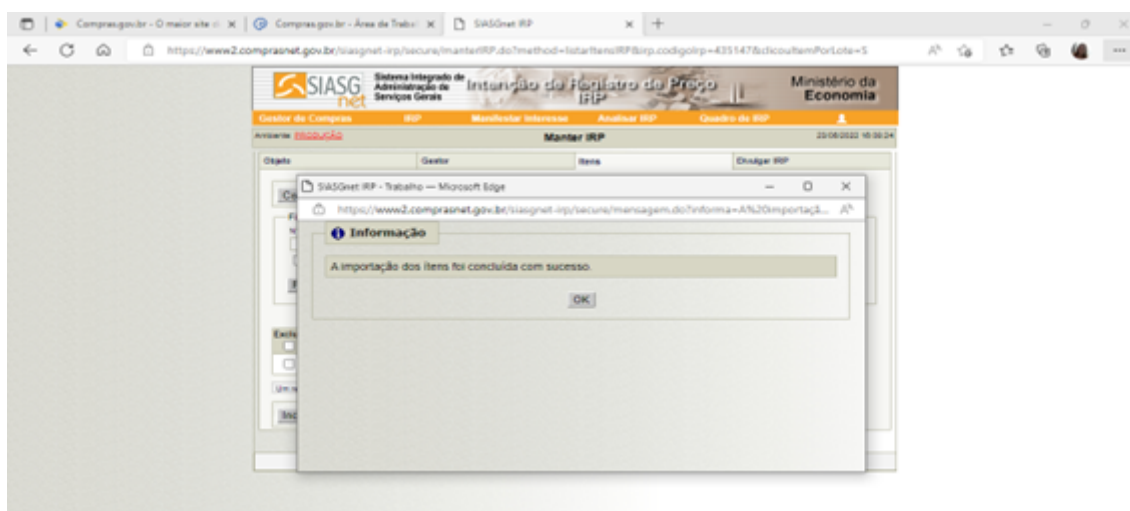 Compras.gov.br - O maior site d
Compras.gov.br - Área de Trabal
SIASGnet IRP
https://www2.comprasnet.gov.br/siasgnet-irp/secure/manterIRP.do?method=listarItensIRP&irp.codigoIrp=435147&clicouItemPorLote=S
SIASG
net
Sistema Integrado de
Administração de
Serviços Gerais
Intenção de Registro de Preço
IRP
Ministério da
Economia
Gestor de Compras IRP Manifestar Interesse Analisar IRP Quadro de IRP
Ambiente: PRODUÇÃO Manter IRP 23/06/2022
Objeto Gestor Itens Divulgar IRP
SIASGnet IRP - Trabalho — Microsoft Edge
https://www2.comprasnet.gov.br/siasgnet-irp/secure/mensagem.do?informa=A%20importaçã...
Informação
A importação dos itens foi concluída com sucesso.
OK